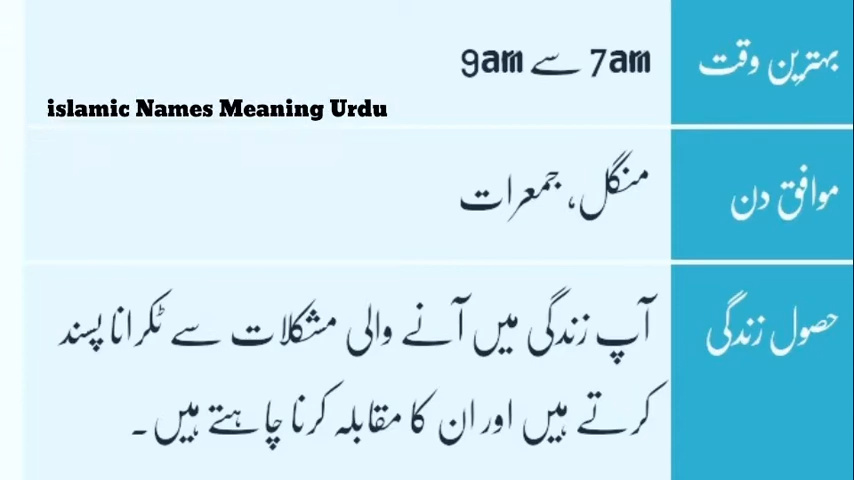 بہترین وقت
7am سے 9am
islamic Names Meaning Urdu
موافق دن
منگل، جمعرات
حصول زندگی
آپ زندگی میں آنے والی مشکلات سے ٹکرانا پسند
کرتے ہیں اور ان کا مقابلہ کرنا چاہتے ہیں۔